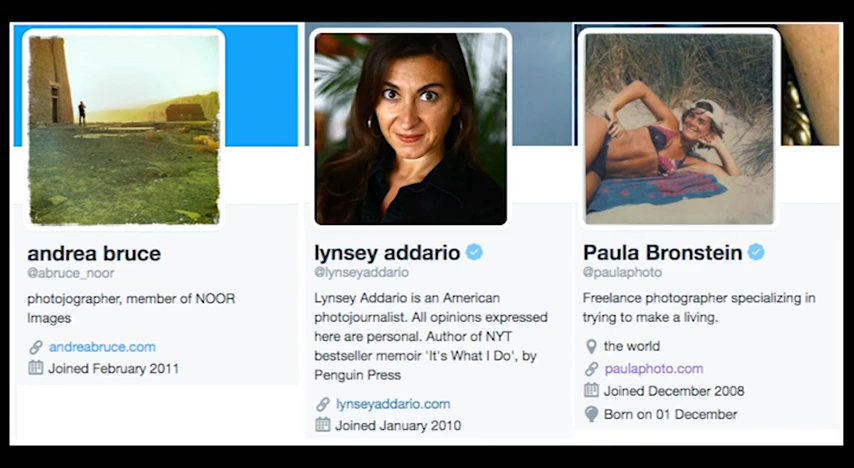 andrea bruce
@abruce_noor
photojographer, member of NOOR
Images
andreabruce.com
Joined February 2011
lynsey addario
@lynseyaddario
Lynsey Addario is an American
photojournalist. All opinions expressed
here are personal. Author of NYT
bestseller memoir 'It's What I Do', by
Penguin Press
lynseyaddario.com
Joined January 2010
Paula Bronstein
@paulaphoto
Freelance photographer specializing in
trying to make a living.
the world
paulaphoto.com
Joined December 2008
Born on 01 December